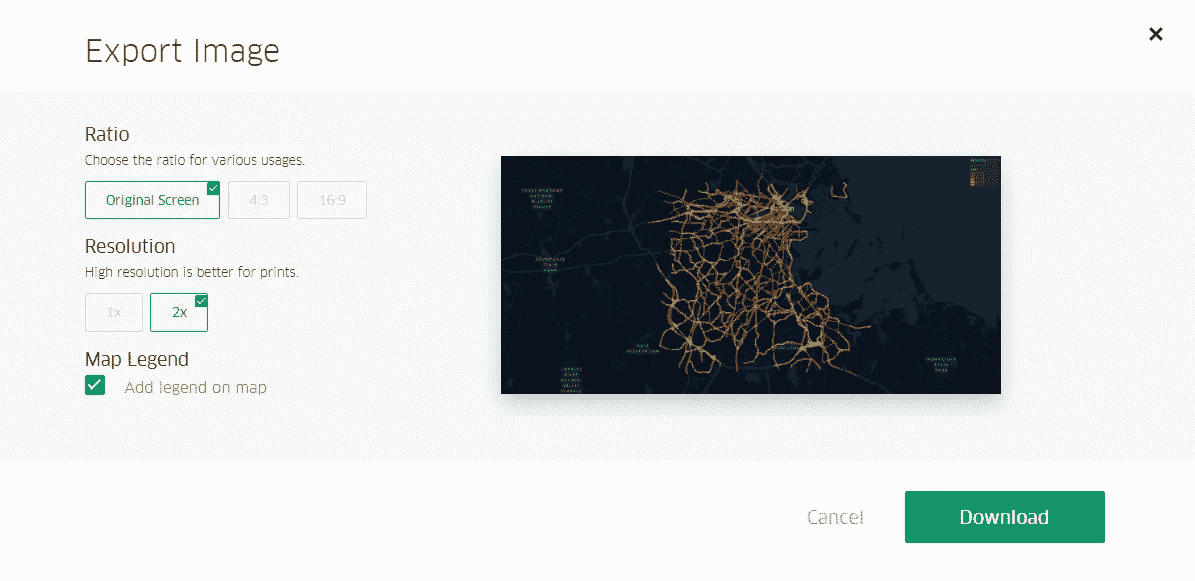 Export Image
Ratio
Choose the ratio for various usages.
Original Screen
4:3
16:9
Resolution
High resolution is better for prints.
1x
2x
Map Legend
Add legend on map
Cancel
Download